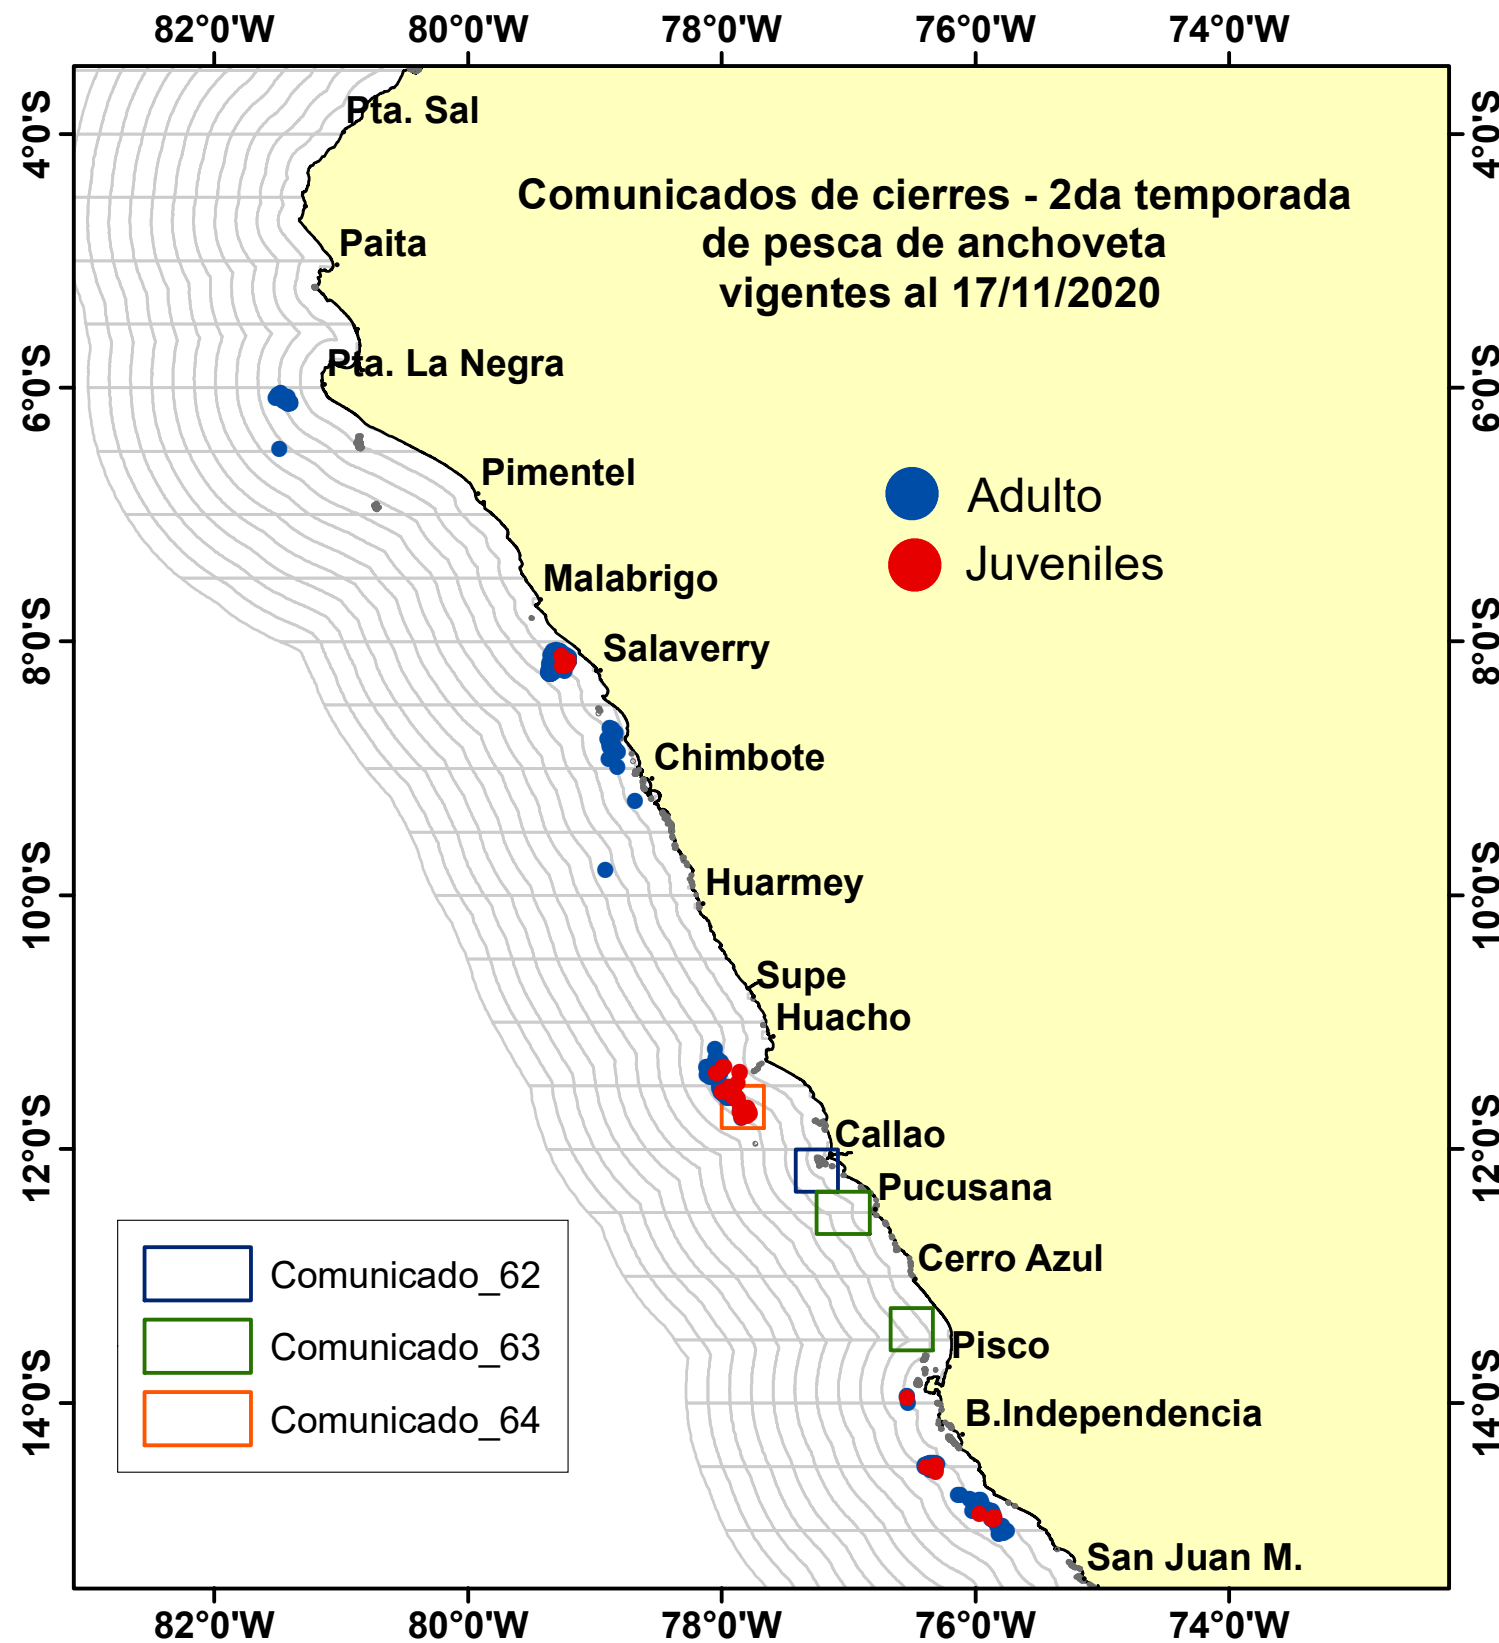 82°0'W 80°0'W 78°0'W 76°0'W 74°0'W
4°0'S
4°0'S
Pta. Sal
Comunicados de cierres - 2da temporada
de pesca de anchoveta
vigentes al 17/11/2020
Paita
Pta. La Negra
6°0'S
6°0'S
Pimentel
Adulto
Juveniles
Malabrigo
8°0'S
8°0'S
Salaverry
Chimbote
Huarmey
10°0'S
10°0'S
Supe
Huacho
Callao
12°0'S
12°0'S
Pucusana
Cerro Azul
Comunicado_62
Comunicado_63
Comunicado_64
Pisco
14°0'S
14°0'S
B.Independencia
San Juan M.
82°0'W 80°0'W 78°0'W 76°0'W 74°0'W